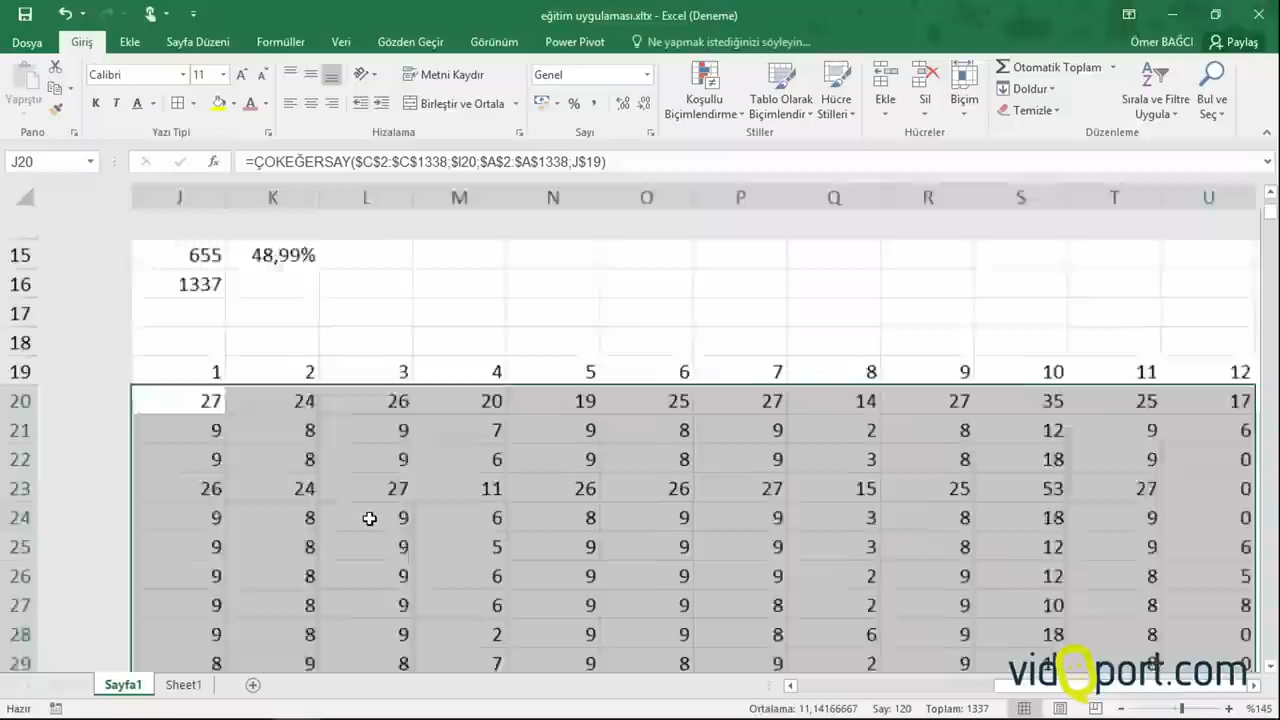 eğitim uygulaması.xltx - Excel (Deneme)
Dosya Giriş Ekle Sayfa Düzeni Formüller Veri Gözden Geçir Görünüm Power Pivot Ne yapmak istediğinizi söyleyin... Ömer BAĞCI Paylaş
Yapıştır Calibri 11 Metni Kaydır Genel Koşullu Biçimlendirme Tablo Olarak Biçimlendir Hücre Stilleri Ekle Sil Biçim Otomatik Toplam Sırala ve Filtre Uygula Bul ve Seç
K T A Birleştir ve Ortala % Doldur
Temizle
Pano Yazı Tipi Hizalama Sayı Stiller Hücreler Düzenleme
J20 fx =ÇOKEĞERSAY($C$2:$C$1338;$I20;$A$2:$A$1338;J$19)
J K L M N O P Q R S T U
15 655 48,99%
16 1337
17
18
19 1 2 3 4 5 6 7 8 9 10 11 12
20 27 24 26 20 19 25 27 14 27 35 25 17
21 9 8 9 7 9 8 9 2 8 12 9 6
22 9 8 9 6 9 8 9 3 8 18 9 0
23 26 24 27 11 26 26 27 15 25 53 27 0
24 9 8 9 6 8 9 9 3 8 18 9 0
25 9 8 9 5 9 9 9 3 8 12 9 6
26 9 8 9 6 9 9 9 2 9 12 8 5
27 9 8 9 6 9 9 8 2 9 10 8 8
28 9 8 9 2 9 9 8 6 9 18 8 0
29 8 9 8 7 9 8 9 2 9
vidoport.com
Sayfa1 Sheet1
Hazır Ortalama: 11,14166667 Say: 120 Toplam: 1337 %145